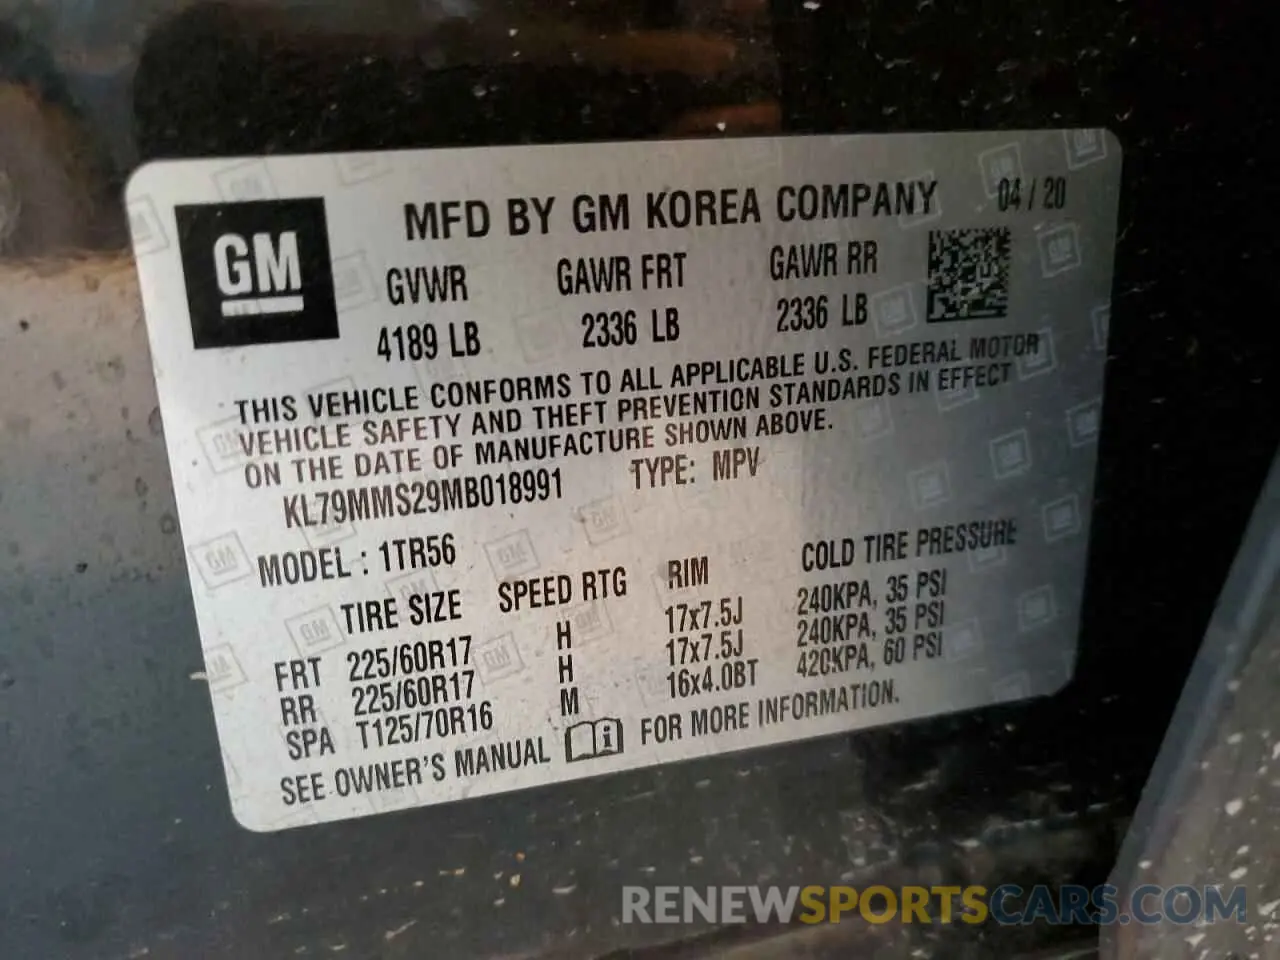 GM
MFD BY GM KOREA COMPANY 04 / 20
GVWR GAWR FRT GAWR RR
4189 LB 2336 LB 2336 LB
THIS VEHICLE CONFORMS TO ALL APPLICABLE U.S. FEDERAL MOTOR
VEHICLE SAFETY AND THEFT PREVENTION STANDARDS IN EFFECT
ON THE DATE OF MANUFACTURE SHOWN ABOVE.
KL79MMS29MB018991 TYPE: MPV
MODEL : 1TR56
TIRE SIZE SPEED RTG RIM COLD TIRE PRESSURE
FRT 225/60R17 H 17x7.5J 240KPA, 35 PSI
RR 225/60R17 H 17x7.5J 240KPA, 35 PSI
SPA T125/70R16 M 16x4.0BT 420KPA, 60 PSI
SEE OWNER'S MANUAL i FOR MORE INFORMATION.
RENEWSPORTSCARS.COM